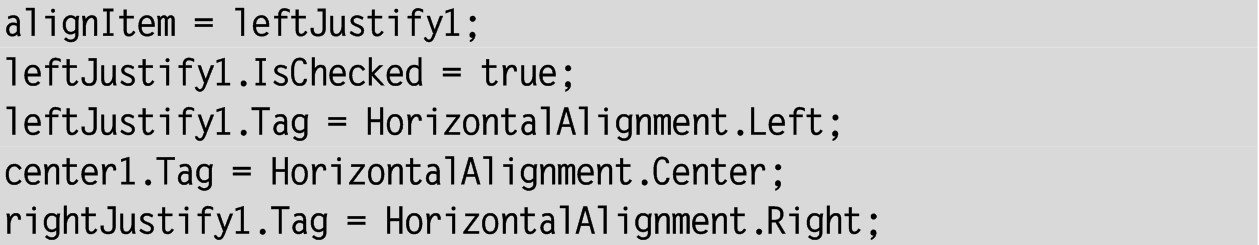 alignItem = leftJustify1;
leftJustify1.IsChecked = true;
leftJustify1.Tag = HorizontalAlignment.Left;
center1.Tag = HorizontalAlignment.Center;
rightJustify1.Tag = HorizontalAlignment.Right;